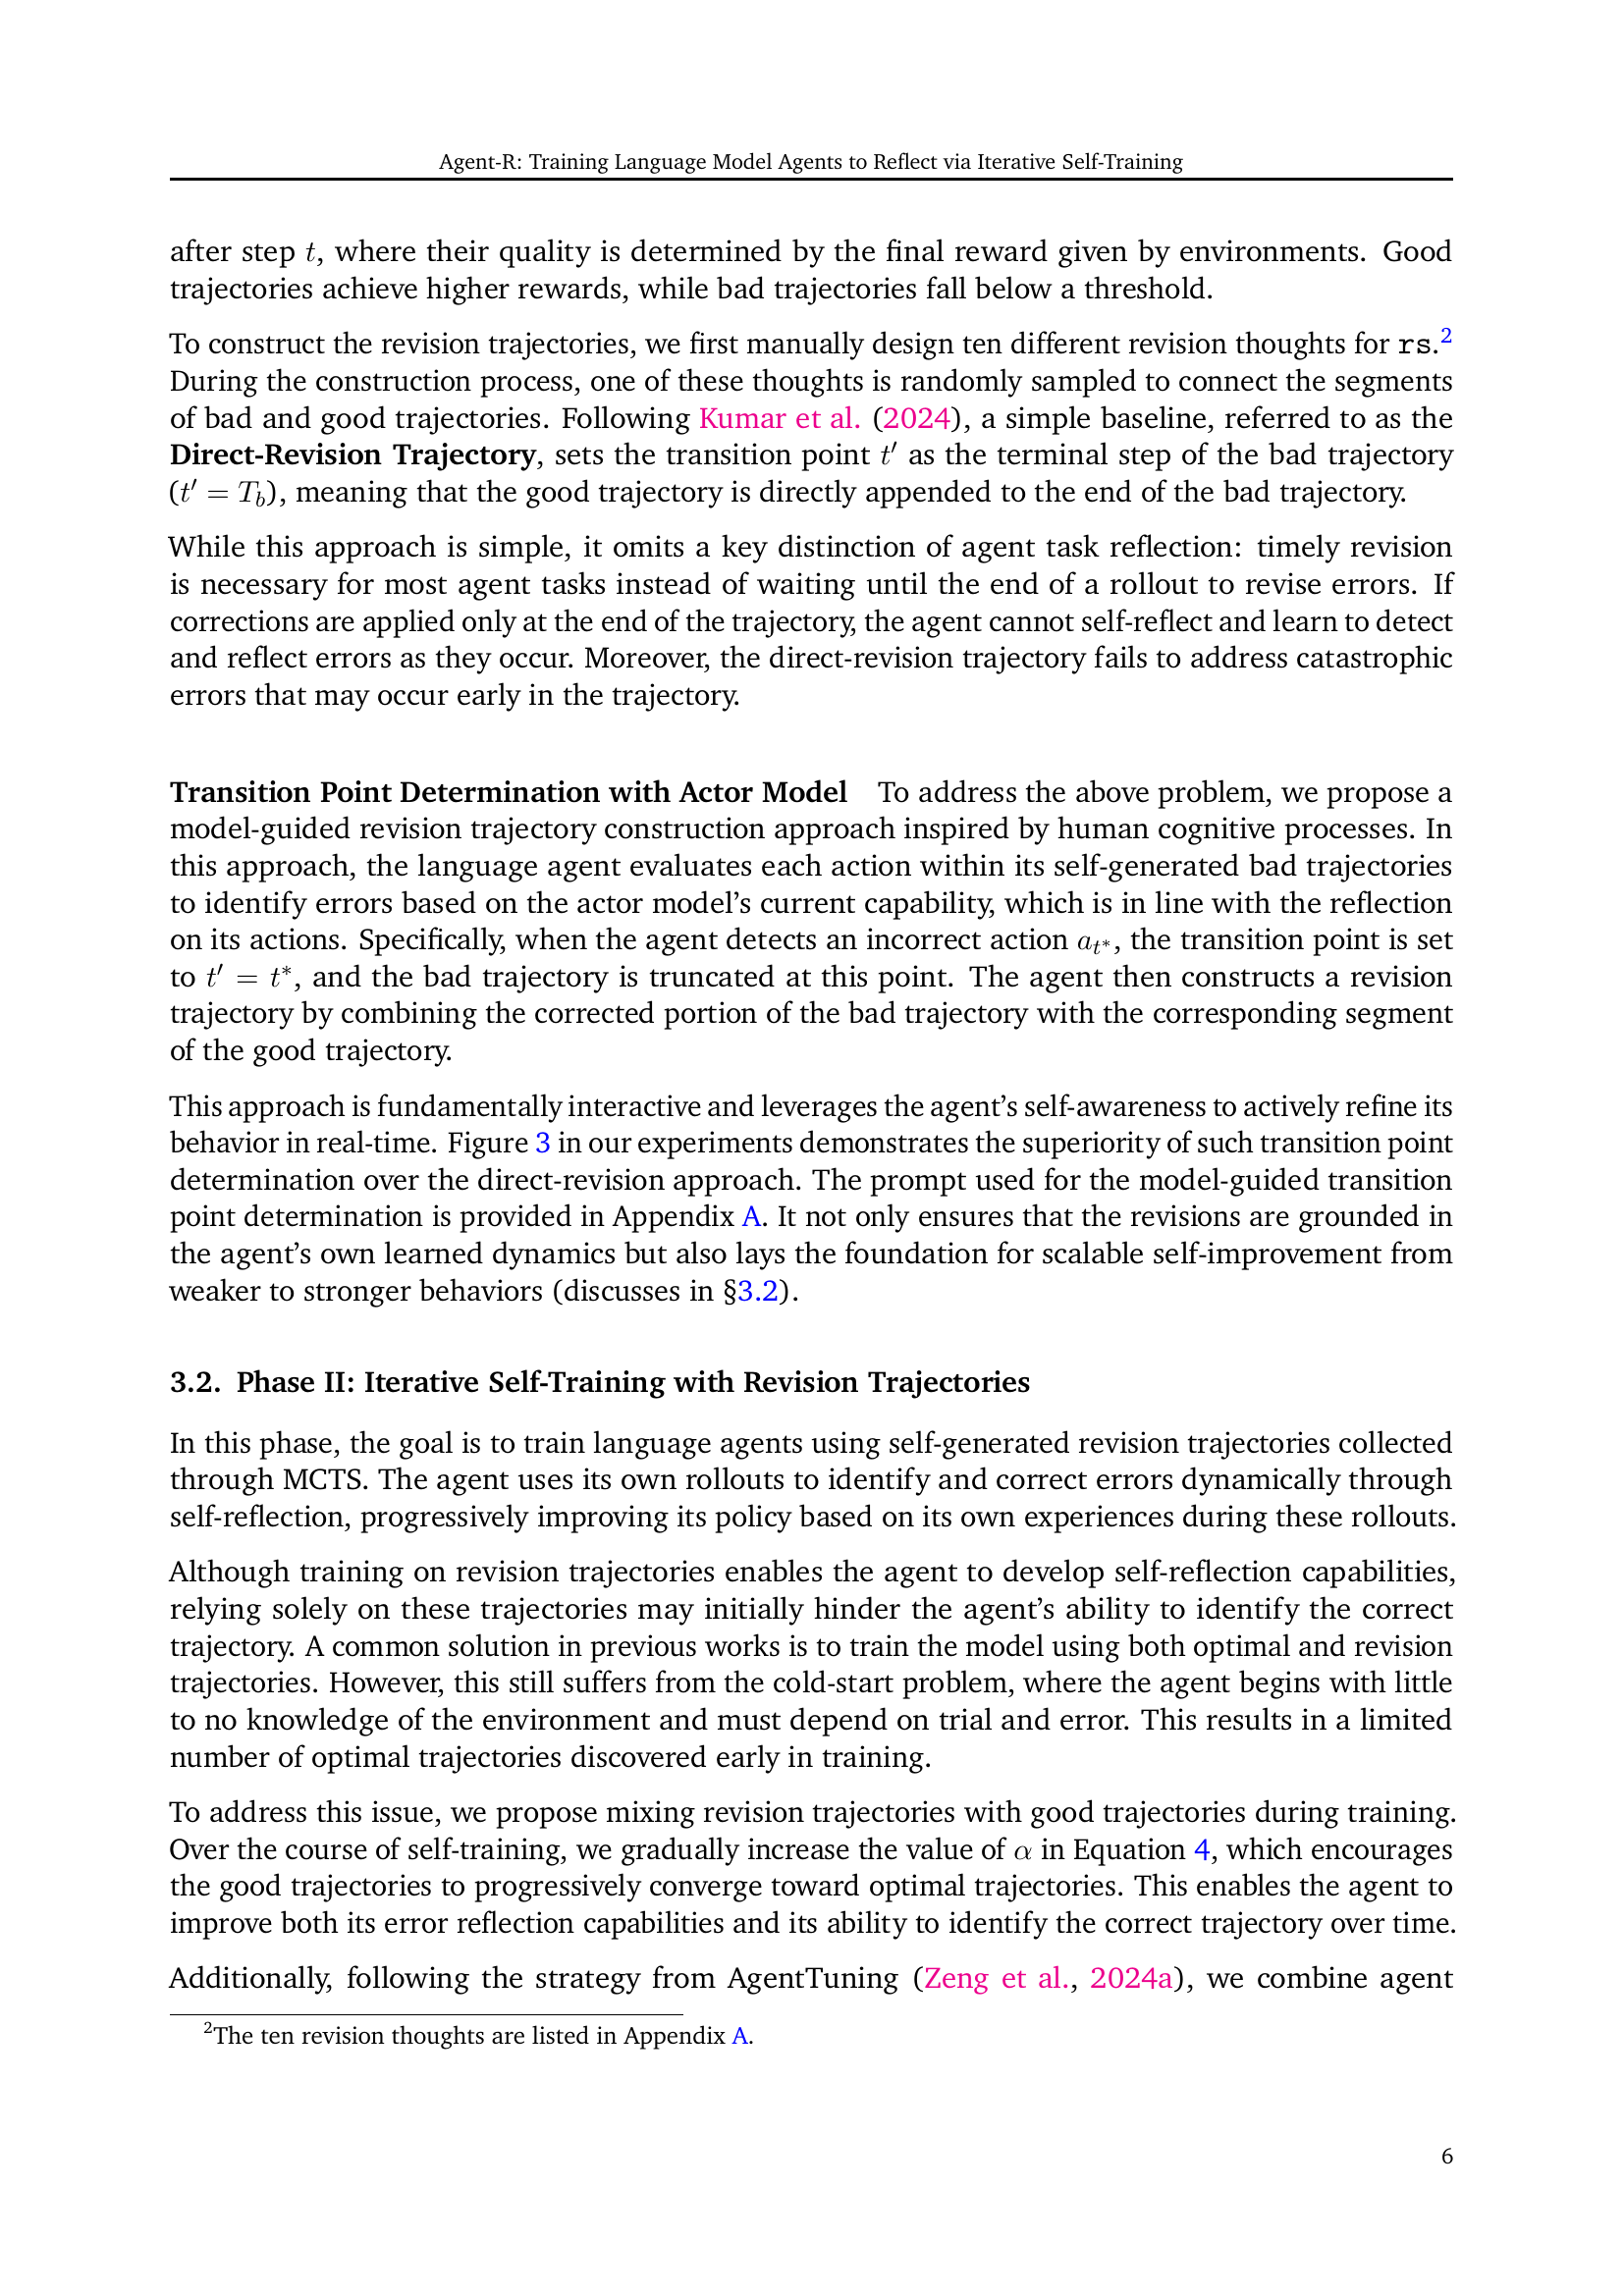 Agent-R: Training Language Model Agents to Reflect via Iterative Self-Training
after step t, where their quality is determined by the final reward given by environments. Good
trajectories achieve higher rewards, while bad trajectories fall below a threshold.
To construct the revision trajectories, we first manually design ten different revision thoughts for rs.²
During the construction process, one of these thoughts is randomly sampled to connect the segments
of bad and good trajectories. Following Kumar et al. (2024), a simple baseline, referred to as the
Direct-Revision Trajectory, sets the transition point t′ as the terminal step of the bad trajectory
(t′ = T_b), meaning that the good trajectory is directly appended to the end of the bad trajectory.
While this approach is simple, it omits a key distinction of agent task reflection: timely revision
is necessary for most agent tasks instead of waiting until the end of a rollout to revise errors. If
corrections are applied only at the end of the trajectory, the agent cannot self-reflect and learn to detect
and reflect errors as they occur. Moreover, the direct-revision trajectory fails to address catastrophic
errors that may occur early in the trajectory.
Transition Point Determination with Actor Model To address the above problem, we propose a
model-guided revision trajectory construction approach inspired by human cognitive processes. In
this approach, the language agent evaluates each action within its self-generated bad trajectories
to identify errors based on the actor model's current capability, which is in line with the reflection
on its actions. Specifically, when the agent detects an incorrect action a_{t*}, the transition point is set
to t′ = t*, and the bad trajectory is truncated at this point. The agent then constructs a revision
trajectory by combining the corrected portion of the bad trajectory with the corresponding segment
of the good trajectory.
This approach is fundamentally interactive and leverages the agent's self-awareness to actively refine its
behavior in real-time. Figure 3 in our experiments demonstrates the superiority of such transition point
determination over the direct-revision approach. The prompt used for the model-guided transition
point determination is provided in Appendix A. It not only ensures that the revisions are grounded in
the agent's own learned dynamics but also lays the foundation for scalable self-improvement from
weaker to stronger behaviors (discusses in §3.2).
3.2. Phase II: Iterative Self-Training with Revision Trajectories
In this phase, the goal is to train language agents using self-generated revision trajectories collected
through MCTS. The agent uses its own rollouts to identify and correct errors dynamically through
self-reflection, progressively improving its policy based on its own experiences during these rollouts.
Although training on revision trajectories enables the agent to develop self-reflection capabilities,
relying solely on these trajectories may initially hinder the agent's ability to identify the correct
trajectory. A common solution in previous works is to train the model using both optimal and revision
trajectories. However, this still suffers from the cold-start problem, where the agent begins with little
to no knowledge of the environment and must depend on trial and error. This results in a limited
number of optimal trajectories discovered early in training.
To address this issue, we propose mixing revision trajectories with good trajectories during training.
Over the course of self-training, we gradually increase the value of α in Equation 4, which encourages
the good trajectories to progressively converge toward optimal trajectories. This enables the agent to
improve both its error reflection capabilities and its ability to identify the correct trajectory over time.
Additionally, following the strategy from AgentTuning (Zeng et al., 2024a), we combine agent
²The ten revision thoughts are listed in Appendix A.
6